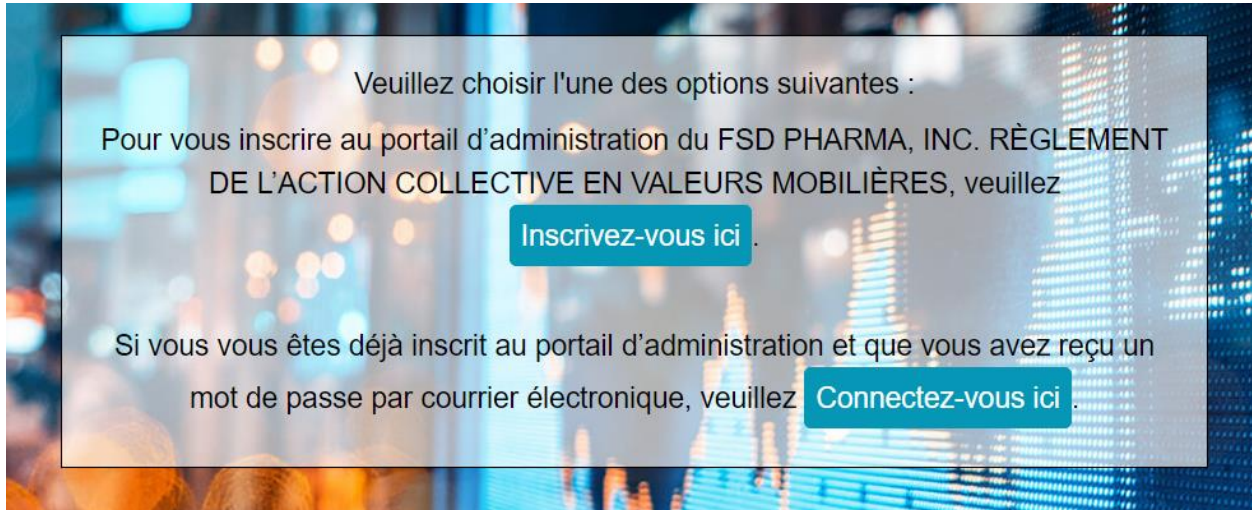 Veuillez choisir l'une des options suivantes :
Pour vous inscrire au portail d’administration du FSD PHARMA, INC. RÈGLEMENT
DE L’ACTION COLLECTIVE EN VALEURS MOBILIÈRES, veuillez
Inscrivez-vous ici .
Si vous vous êtes déjà inscrit au portail d’administration et que vous avez reçu un
mot de passe par courrier électronique, veuillez Connectez-vous ici .